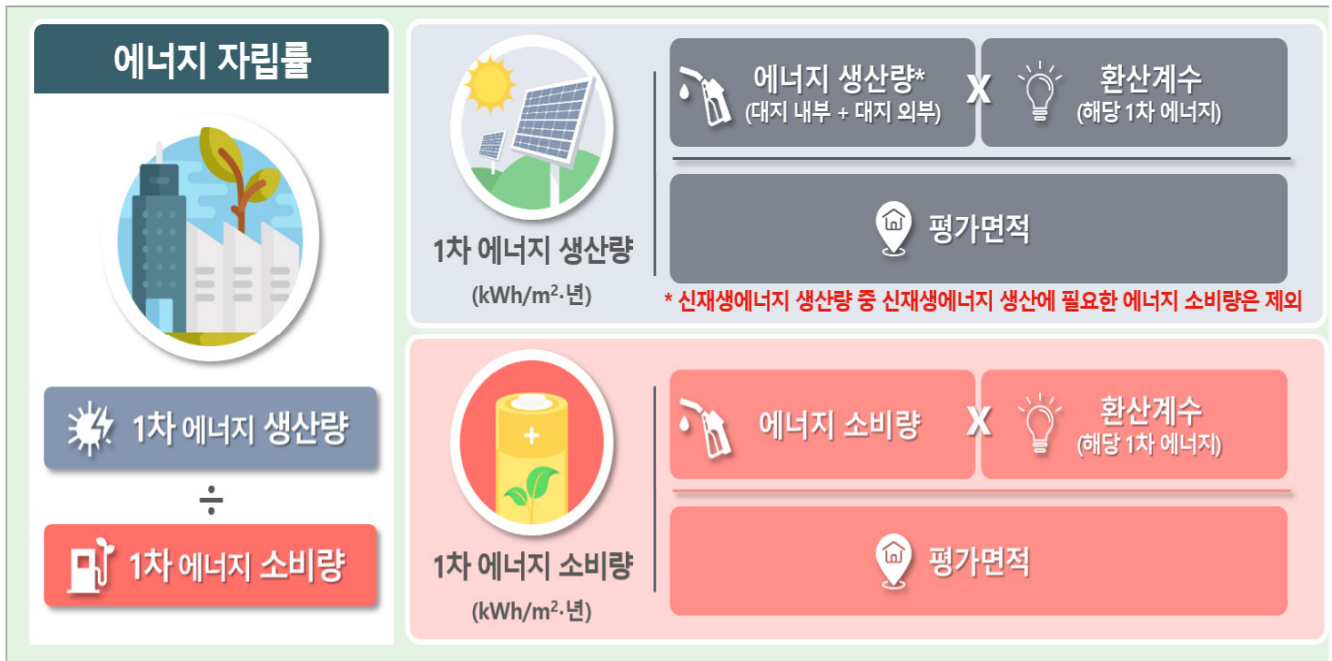 에너지 자립률
1차 에너지 생산량
÷
1차 에너지 소비량
1차 에너지 생산량
(kWh/m²·년)
에너지 생산량*
(대지 내부 + 대지 외부)
X
환산계수
(해당 1차 에너지)
평가면적
* 신재생에너지 생산량 중 신재생에너지 생산에 필요한 에너지 소비량은 제외
1차 에너지 소비량
(kWh/m²·년)
에너지 소비량
X
환산계수
(해당 1차 에너지)
평가면적